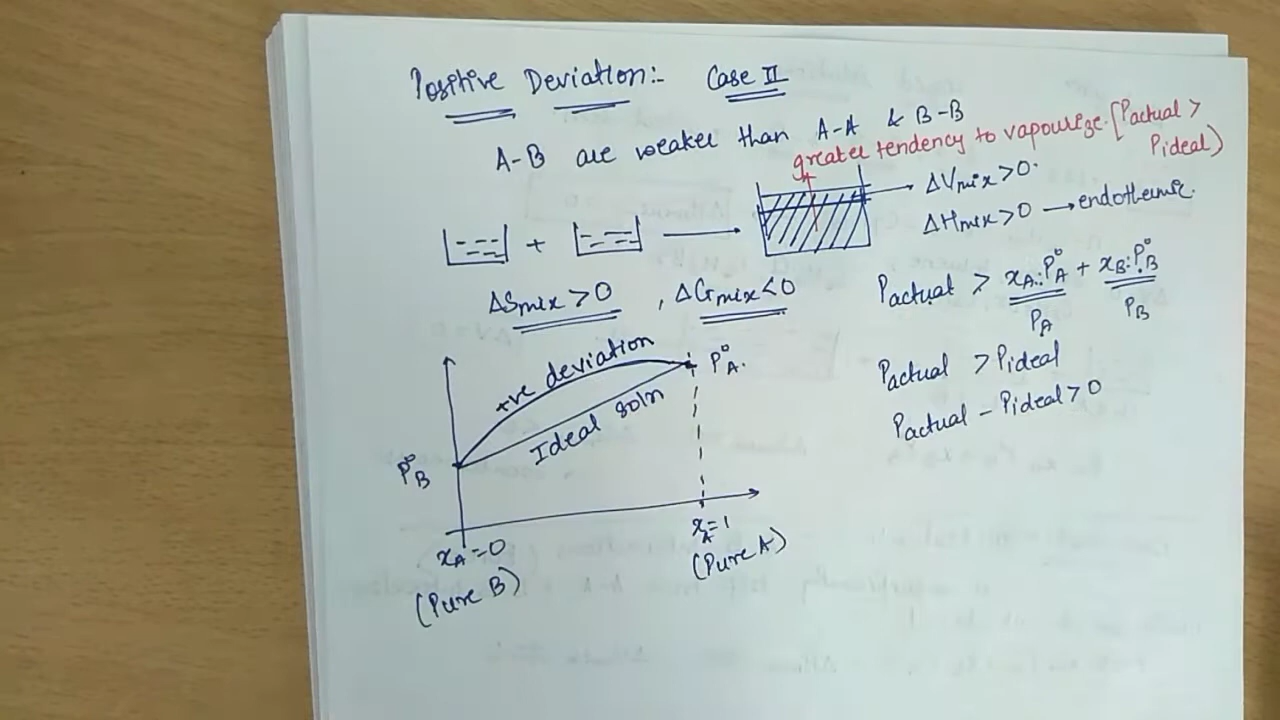 Positive Deviation:- Case II
A-B are weaker than A-A & B-B
greater tendency to vapourize. [Pactual >
Pideal)
ΔVmix>0.
ΔHmix>0 → endothermic.
+
ΔSmix>0 , ΔGmix<0
Pactual > xA.P°A + xB.P°B
PA PB
Pactual > Pideal
Pactual - Pideal > 0
+ve deviation
Ideal soln
P°A.
P°B
xA=0
(Pure B)
xA=1
(Pure A)